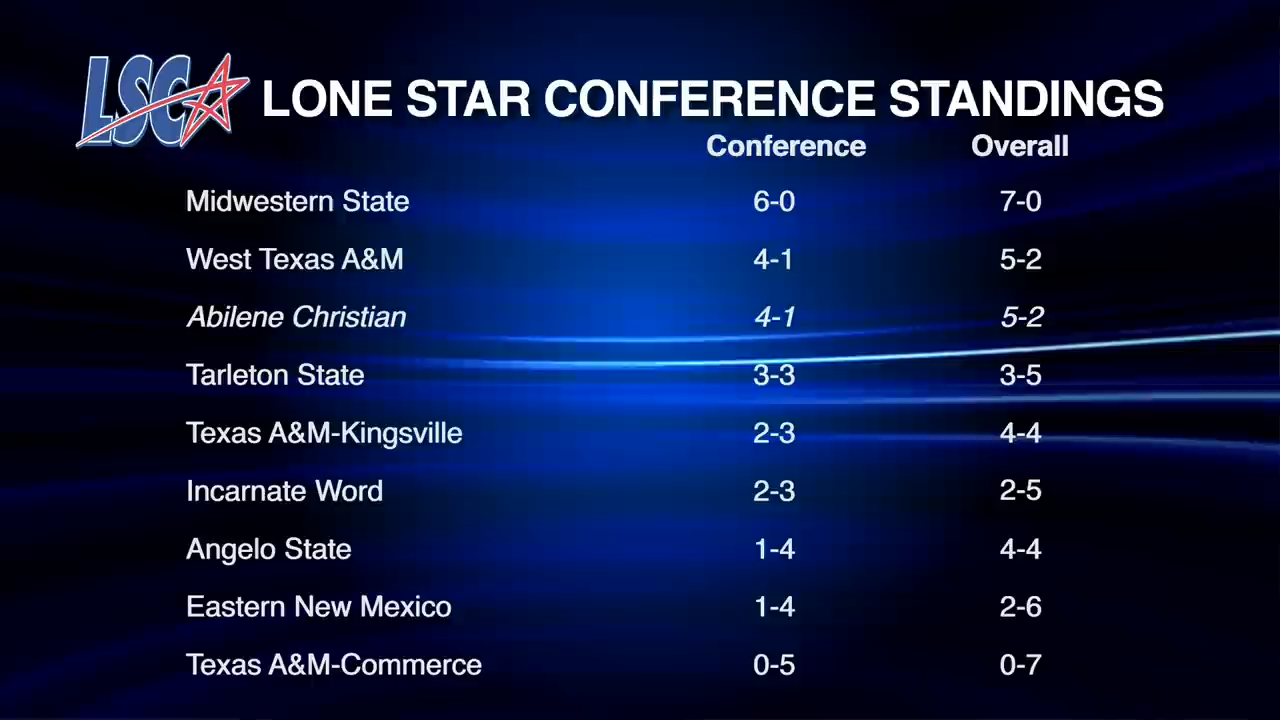 LSC LONE STAR CONFERENCE STANDINGS
Conference Overall
Midwestern State 6-0 7-0
West Texas A&M 4-1 5-2
Abilene Christian 4-1 5-2
Tarleton State 3-3 3-5
Texas A&M-Kingsville 2-3 4-4
Incarnate Word 2-3 2-5
Angelo State 1-4 4-4
Eastern New Mexico 1-4 2-6
Texas A&M-Commerce 0-5 0-7